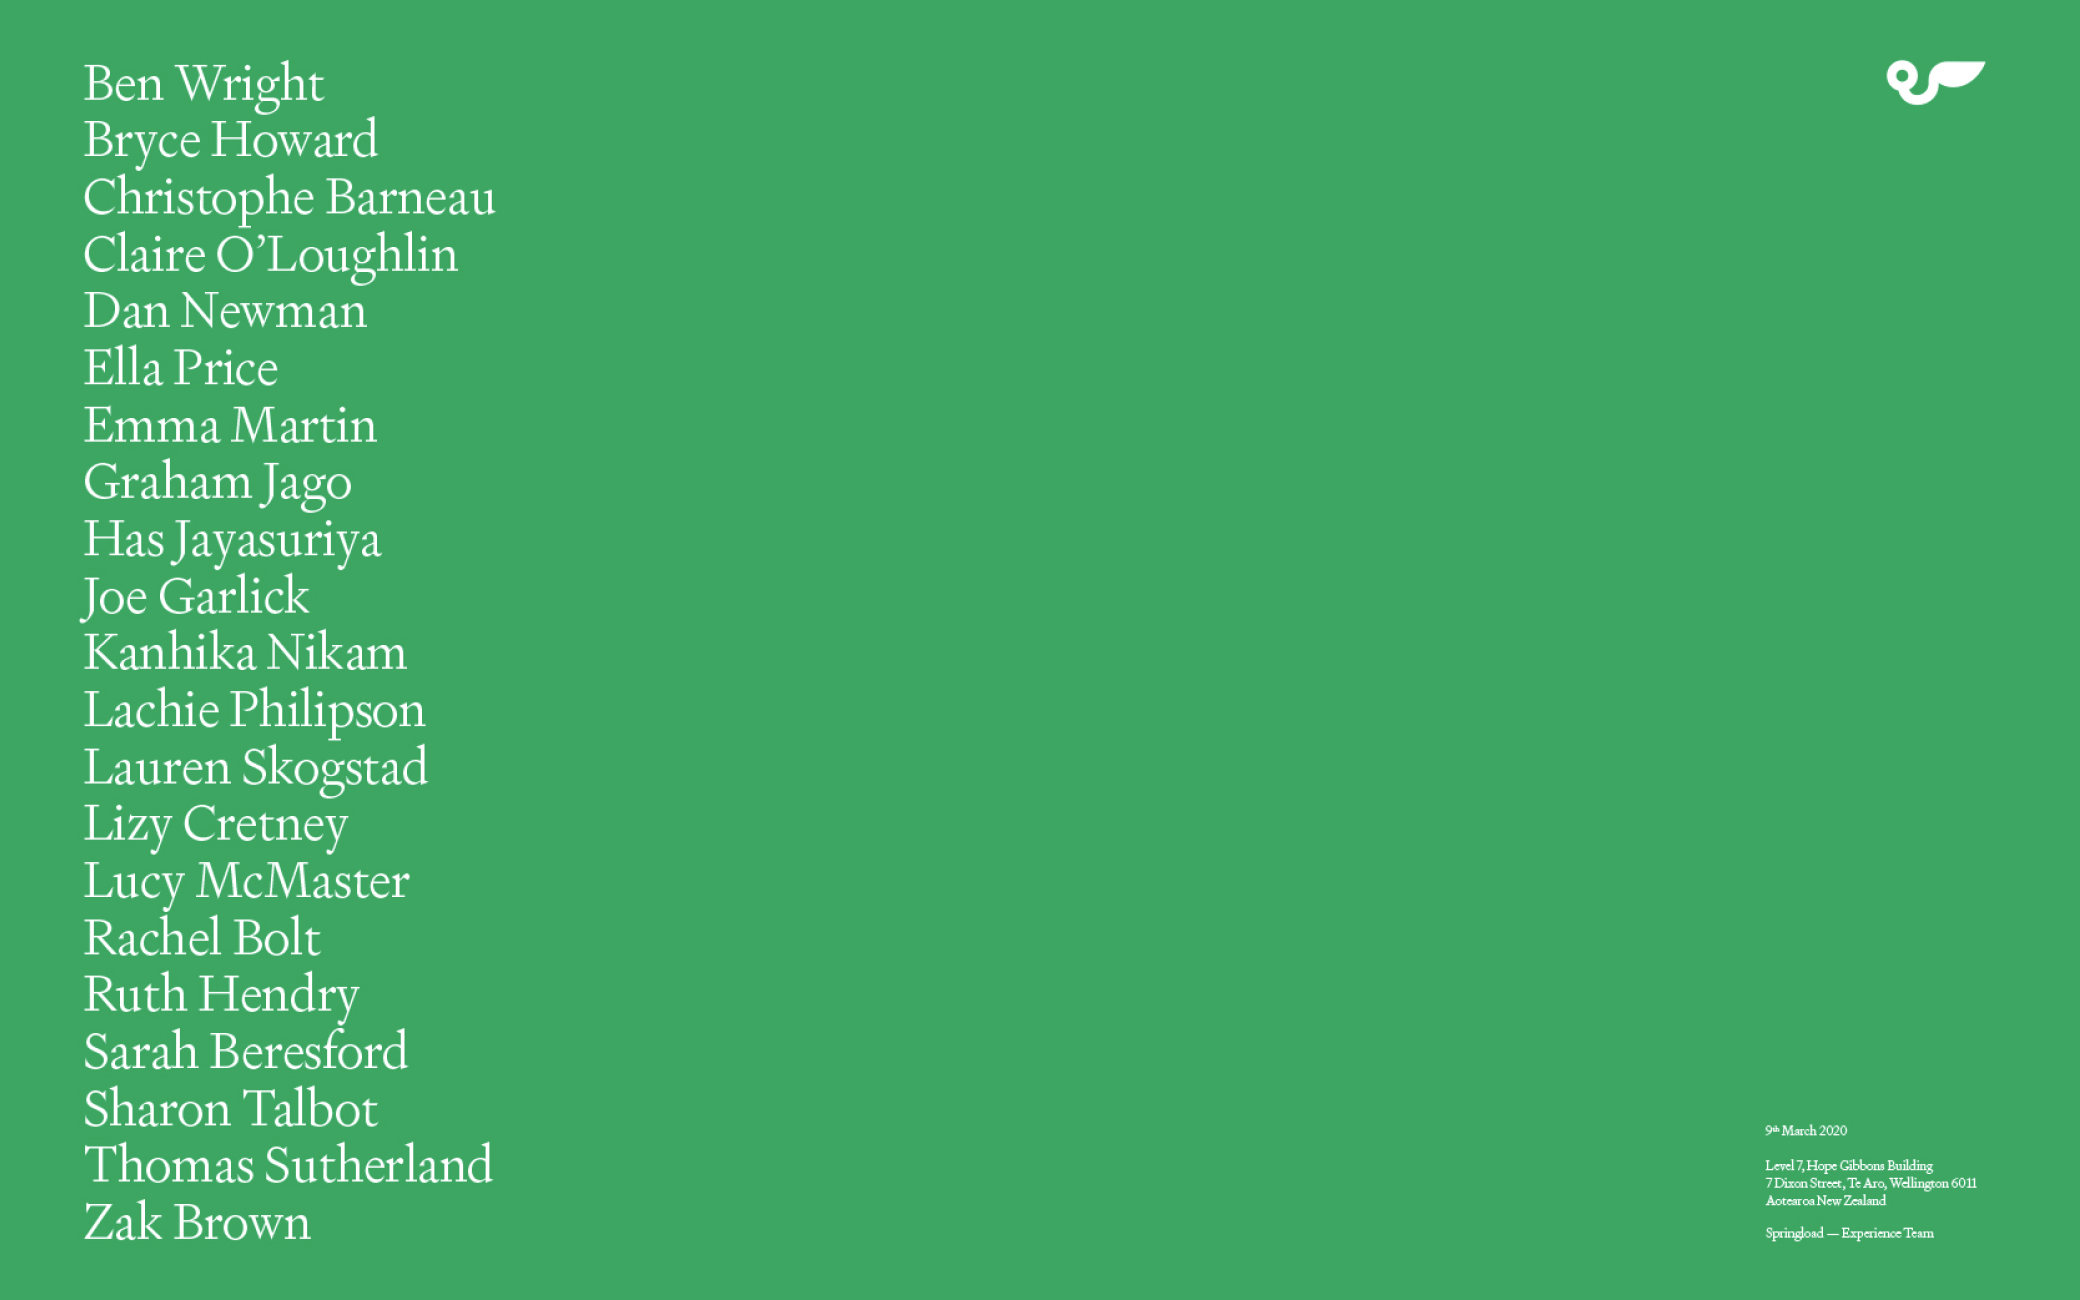 Ben Wright
Bryce Howard
Christophe Barneau
Claire O’Loughlin
Dan Newman
Ella Price
Emma Martin
Graham Jago
Has Jayasuriya
Joe Garlick
Kanhika Nikam
Lachie Philipson
Lauren Skogstad
Lizy Cretney
Lucy McMaster
Rachel Bolt
Ruth Hendry
Sarah Beresford
Sharon Talbot
Thomas Sutherland
Zak Brown
9th March 2020
Level 7, Hope Gibbons Building
7 Dixon Street, Te Aro, Wellington 6011
Aotearoa New Zealand
Springload — Experience Team